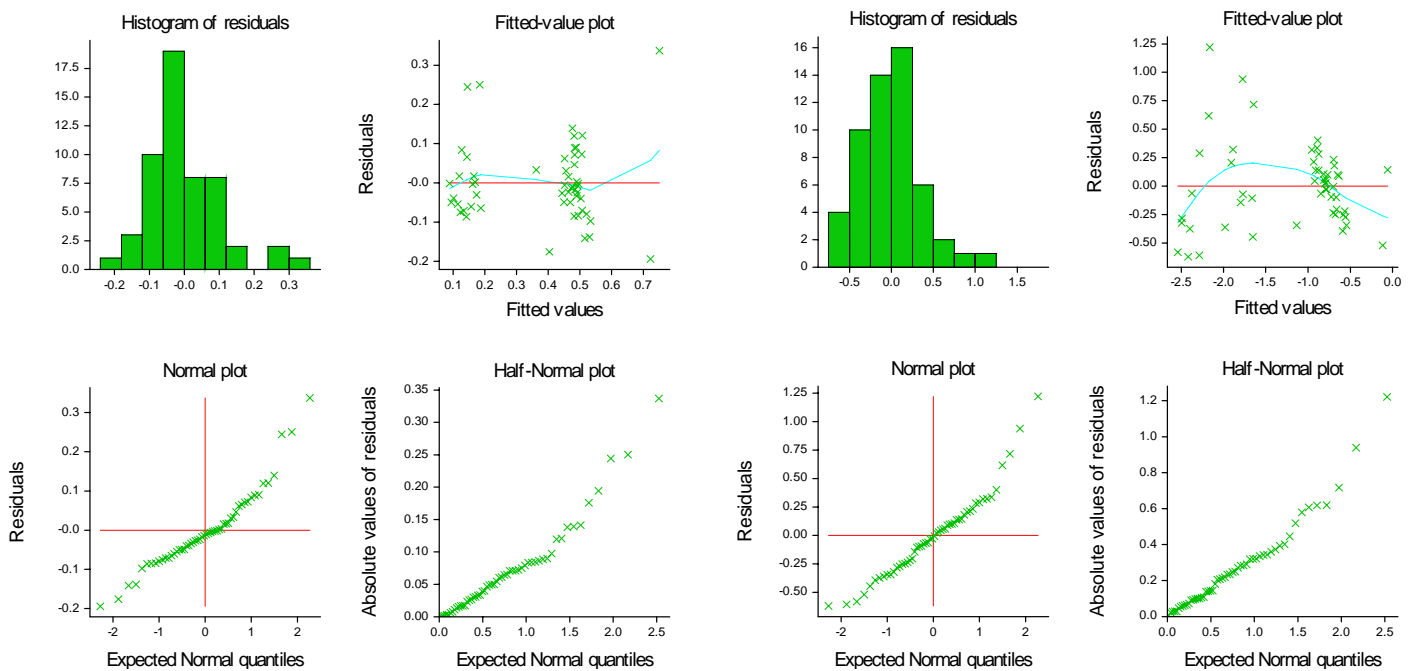 Histogram of residuals
17.5
15.0
12.5
10.0
7.5
5.0
2.5
0.0
-0.2 -0.1 -0.0 0.1 0.2 0.3
Fitted-value plot
Residuals
0.3
0.2
0.1
-0.0
-0.1
-0.2
0.1 0.2 0.3 0.4 0.5 0.6 0.7
Fitted values
Histogram of residuals
16
14
12
10
8
6
4
2
0
-0.5 0.0 0.5 1.0 1.5
Fitted-value plot
Residuals
1.25
1.00
0.75
0.50
0.25
0.00
-0.25
-0.50
-2.5 -2.0 -1.5 -1.0 -0.5 0.0
Fitted values
Normal plot
Residuals
0.3
0.2
0.1
-0.0
-0.1
-0.2
-2 -1 0 1 2
Expected Normal quantiles
Half-Normal plot
Absolute values of residuals
0.35
0.30
0.25
0.20
0.15
0.10
0.05
0.00
0.0 0.5 1.0 1.5 2.0 2.5
Expected Normal quantiles
Normal plot
Residuals
1.25
1.00
0.75
0.50
0.25
0.00
-0.25
-0.50
-2 -1 0 1 2
Expected Normal quantiles
Half-Normal plot
Absolute values of residuals
1.2
1.0
0.8
0.6
0.4
0.2
0.0
0.0 0.5 1.0 1.5 2.0 2.5
Expected Normal quantiles